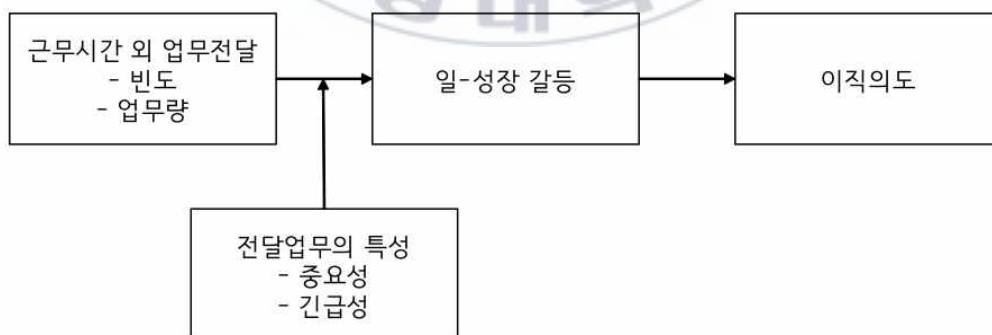 근무시간 외 업무전달
- 빈도
- 업무량
일-성장 갈등
이직의도
전달업무의 특성
- 중요성
- 긴급성